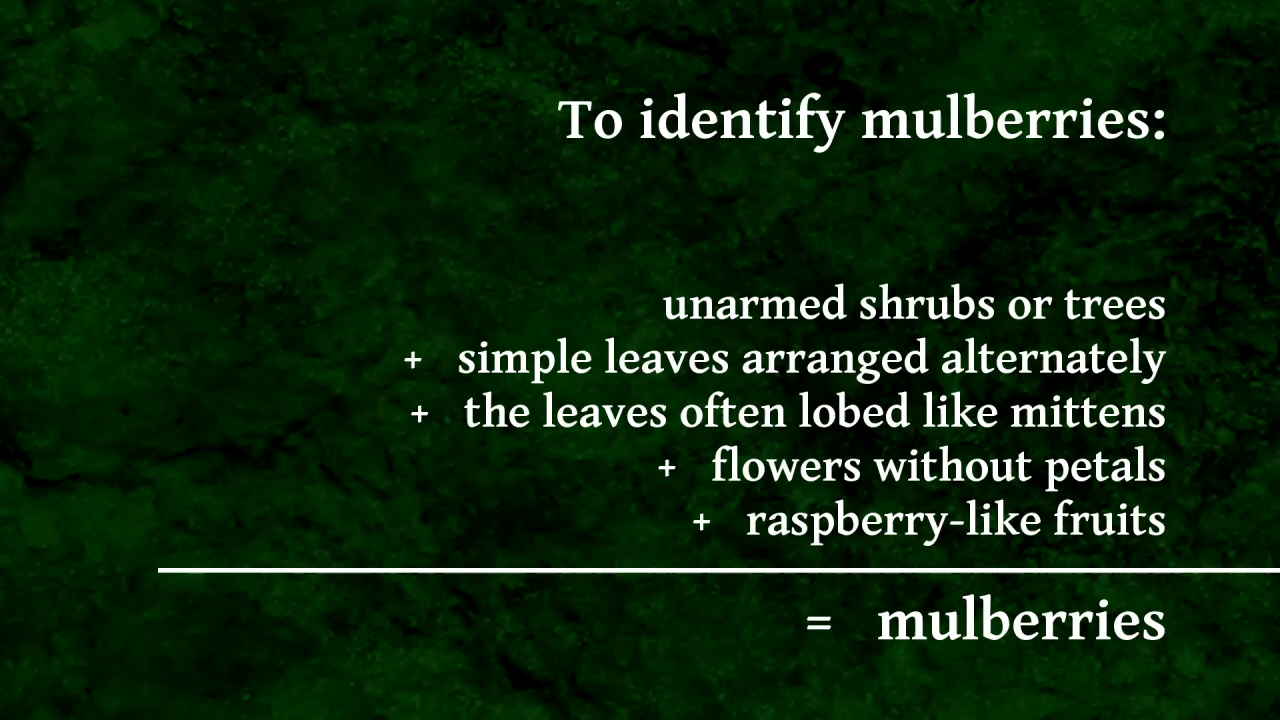 To identify mulberries:
unarmed shrubs or trees
+ simple leaves arranged alternately
+ the leaves often lobed like mittens
+ flowers without petals
+ raspberry-like fruits
= mulberries